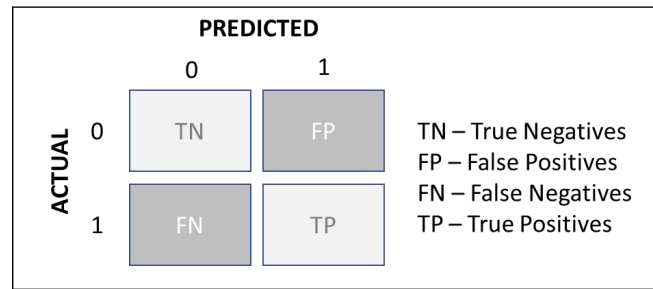 PREDICTED
0 1
ACTUAL
0 TN FP
1 FN TP
TN – True Negatives
FP – False Positives
FN – False Negatives
TP – True Positives